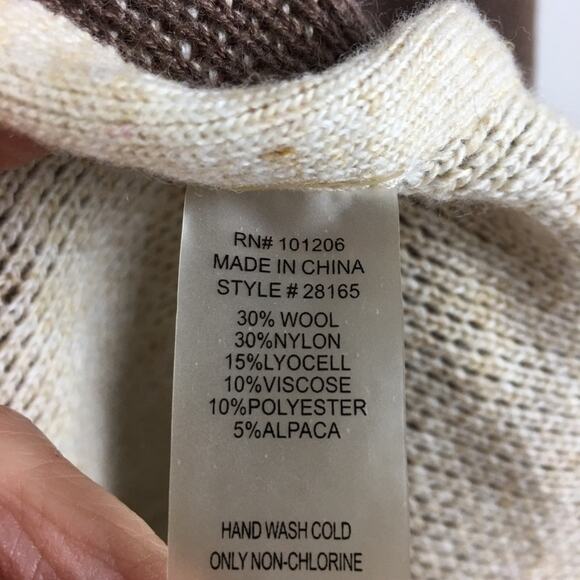 RN# 101206
MADE IN CHINA
STYLE # 28165
30% WOOL
30%NYLON
15%LYOCELL
10%VISCOSE
10%POLYESTER
5%ALPACA
HAND WASH COLD
ONLY NON-CHLORINE